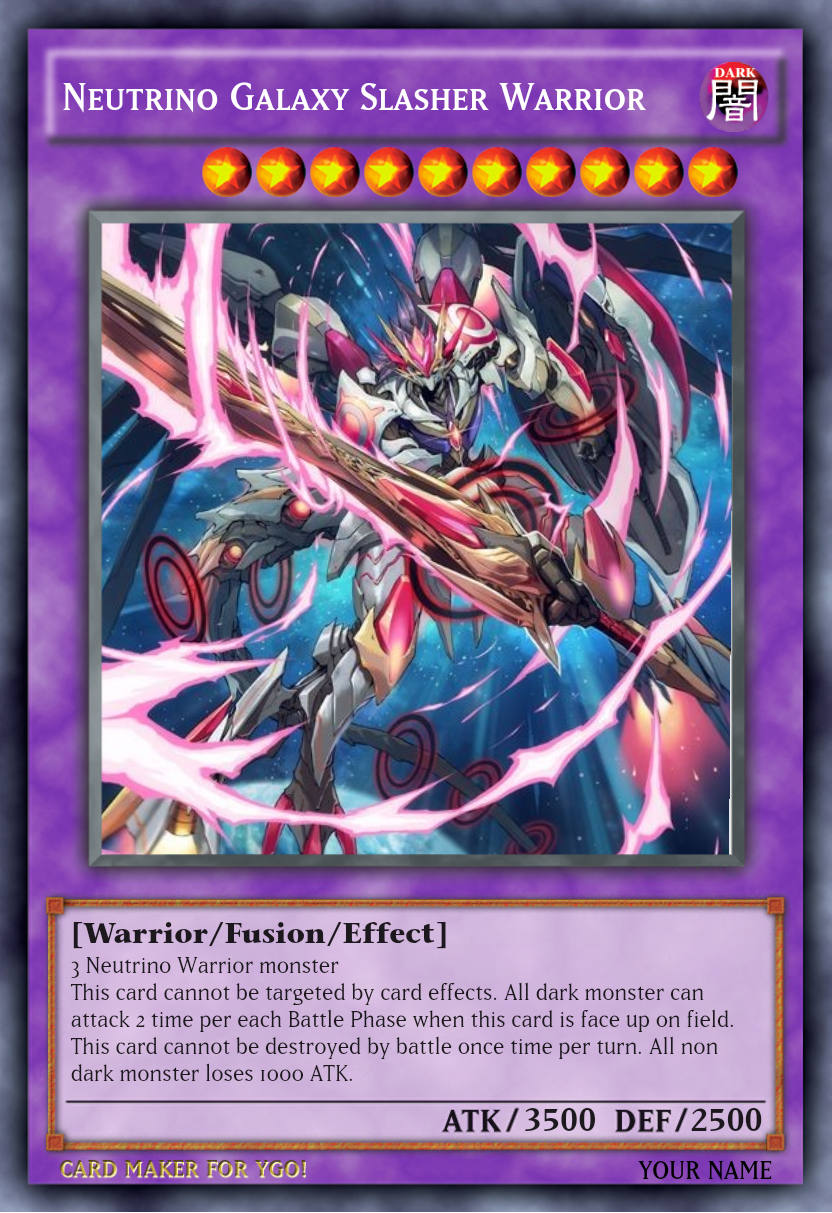 Neutrino Galaxy Slasher Warrior
DARK
闇
[Warrior/Fusion/Effect]
3 Neutrino Warrior monster
This card cannot be targeted by card effects. All dark monster can
attack 2 time per each Battle Phase when this card is face up on field.
This card cannot be destroyed by battle once time per turn. All non
dark monster loses 1000 ATK.
ATK/3500 DEF/2500
CARD MAKER FOR YGO!
YOUR NAME